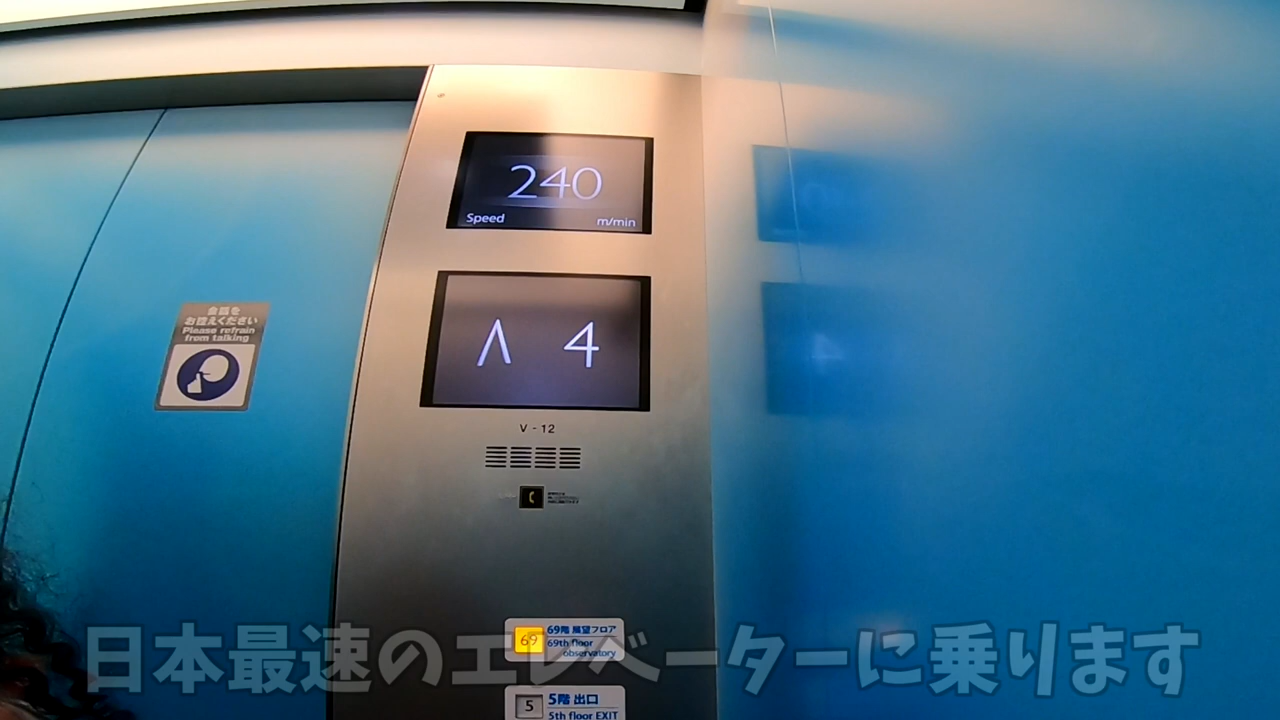 240
Speed m/min
会話を
お控えください
Please refrain
from talking
Λ 4
V - 12
69 69階 展望フロア
69th floor
observatory
日本最速のエレベーターに乗ります
5 5階 出口
5th floor EXIT